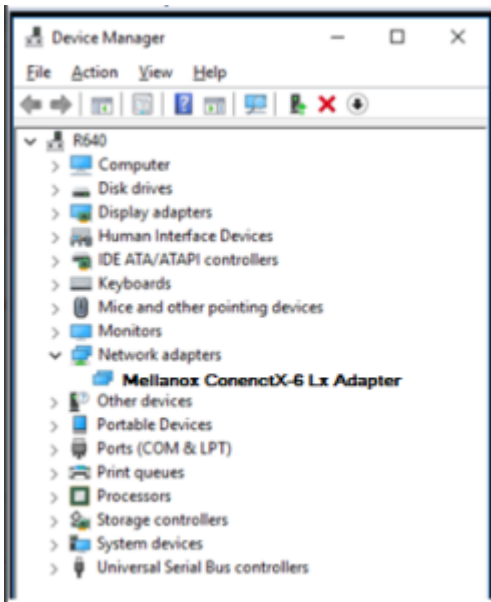 Device Manager
File Action View Help
R640
Computer
Disk drives
Display adapters
Human Interface Devices
IDE ATA/ATAPI controllers
Keyboards
Mice and other pointing devices
Monitors
Network adapters
Mellanox ConenctX-6 Lx Adapter
Other devices
Portable Devices
Ports (COM & LPT)
Print queues
Processors
Storage controllers
System devices
Universal Serial Bus controllers